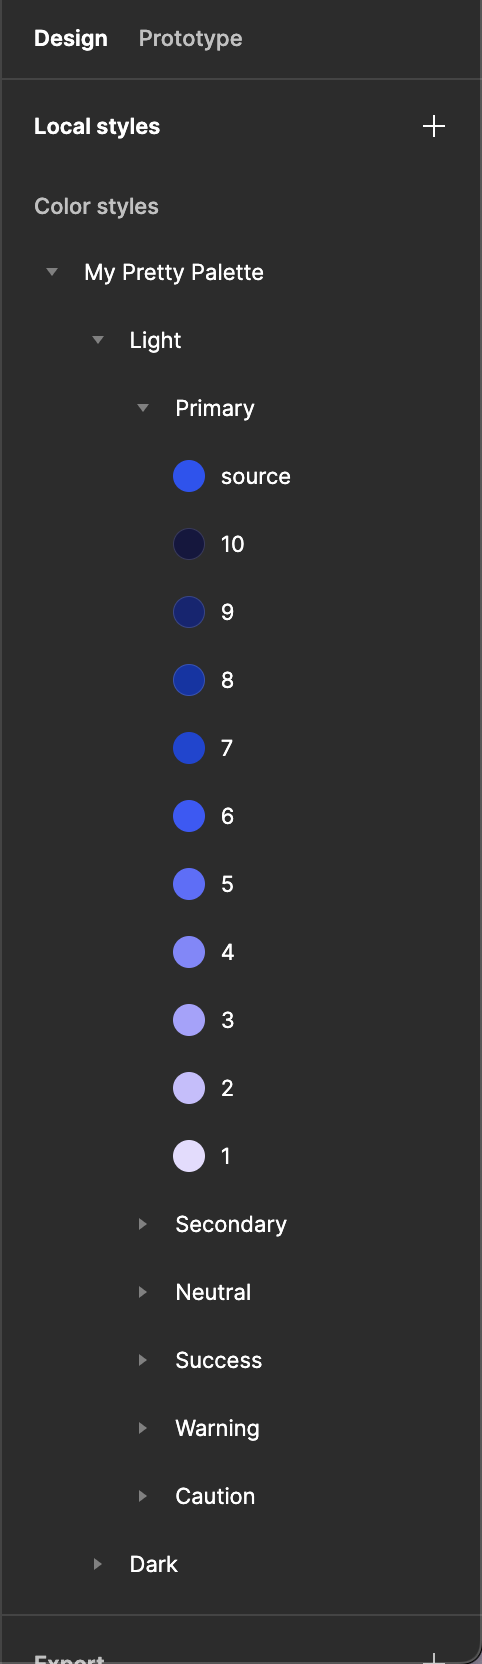 Design Prototype
Local styles
Color styles
My Pretty Palette
Light
Primary
source
10
9
8
7
6
5
4
3
2
1
Secondary
Neutral
Success
Warning
Caution
Dark
Export